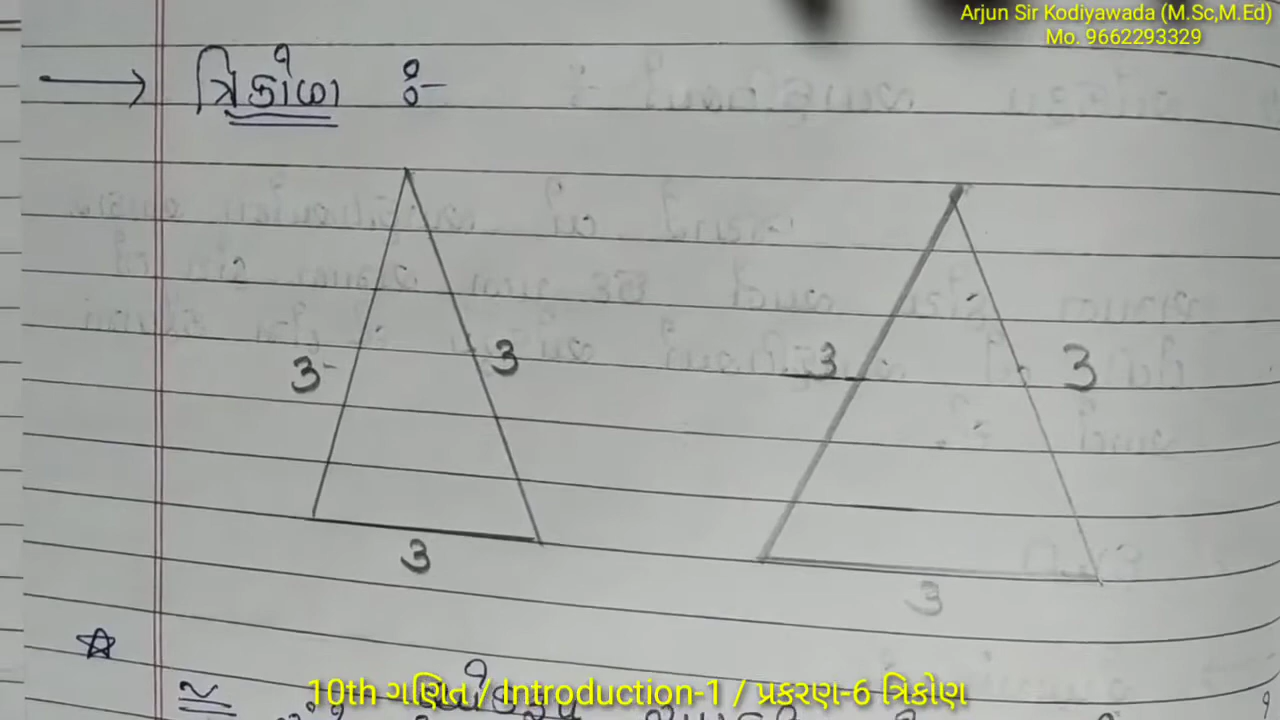 Arjun Sir Kodiyawada (M.Sc,M.Ed)
Mo. 9662293329
ત્રિકોણ :-
3 3 3 3
3 3
≅
10th ગણિત / Introduction-1 / પ્રકરણ-6 ત્રિકોણ